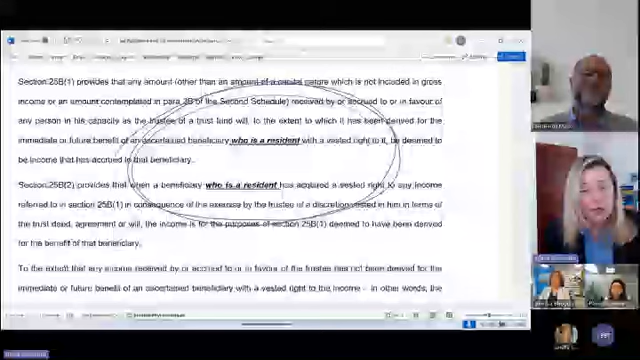 Section 25B(1) provides that any amount (other than an amount of a capital nature which is not included in gross
income or an amount contemplated in para 2B of the Second Schedule) received by or accrued to or in favour of
any person in his capacity as the trustee of a trust fund will, to the extent to which it has been derived for the
immediate or future benefit of an ascertained beneficiary who is a resident with a vested right to it, be deemed to
be income that has accrued to that beneficiary.
Section 25B(2) provides that when a beneficiary who is a resident has acquired a vested right to any income
referred to in section 25B(1) in consequence of the exercise by the trustee of a discretion vested in him in terms of
the trust deed, agreement or will, the income is for the purposes of section 25B(1) deemed to have been derived
for the benefit of that beneficiary.
To the extent that any income received by or accrued to or in favour of the trustee has not been derived for the
immediate or future benefit of an ascertained beneficiary with a vested right to the income - in other words, the